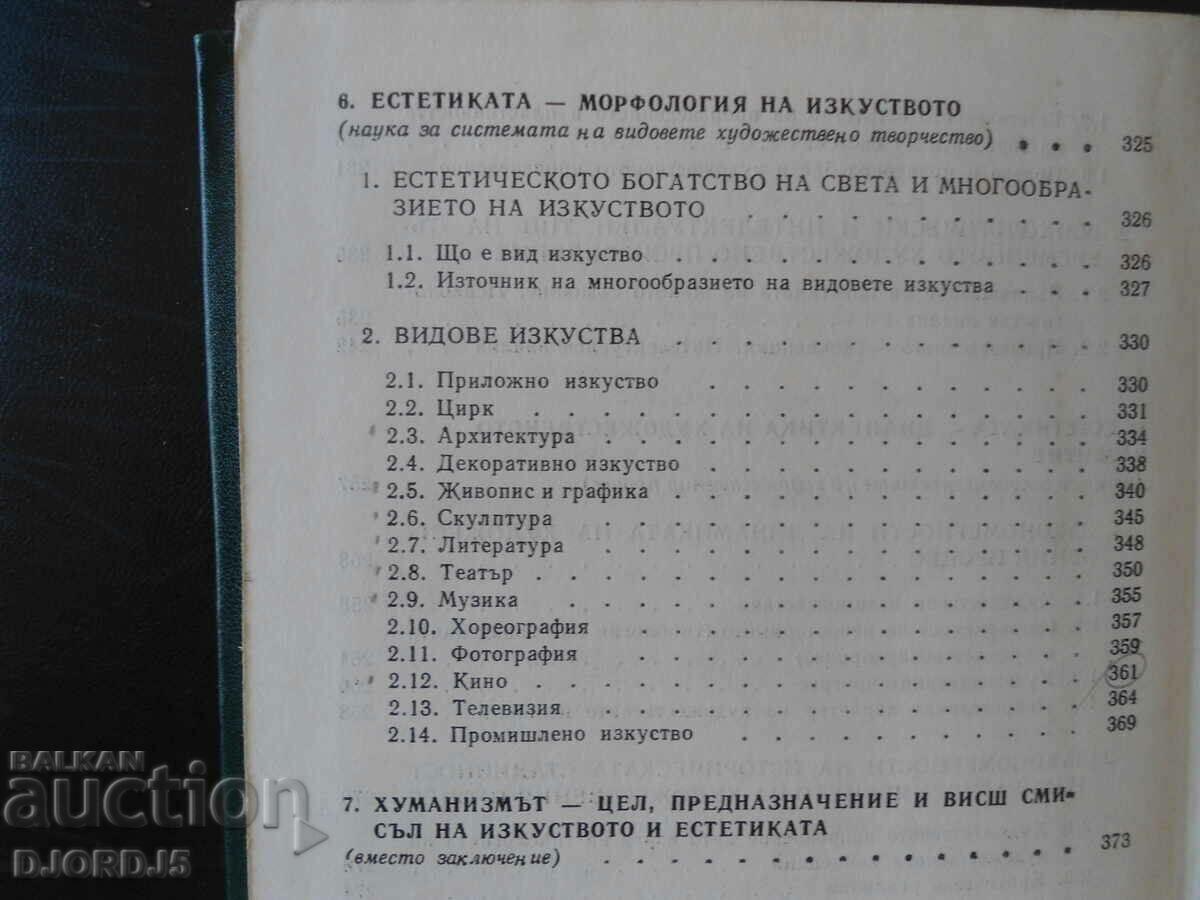 6. ЕСТЕТИКАТА — МОРФОЛОГИЯ НА ИЗКУСТВОТО
(наука за системата на видовете художествено творчество) . . . 325
1. ЕСТЕТИЧЕСКОТО БОГАТСТВО НА СВЕТА И МНОГООБРА-
ЗИЕТО НА ИЗКУСТВОТО . . . . . . . . . . 326
1.1. Що е вид изкуство . . . . . . . . . . . . 326
1.2. Източник на многообразието на видовете изкуства . . . 327
2. ВИДОВЕ ИЗКУСТВА . . . . . . . . . . . . 330
2.1. Приложно изкуство . . . . . . . . . . . 330
2.2. Цирк . . . . . . . . . . . . . . . . 331
2.3. Архитектура . . . . . . . . . . . . . . 334
2.4. Декоративно изкуство . . . . . . . . . . . 338
2.5. Живопис и графика . . . . . . . . . . . . 340
2.6. Скулптура . . . . . . . . . . . . . . . 345
2.7. Литература . . . . . . . . . . . . . . 348
2.8. Театър . . . . . . . . . . . . . . . . 350
2.9. Музика . . . . . . . . . . . . . . . 355
2.10. Хореография . . . . . . . . . . . . . . 357
2.11. Фотография . . . . . . . . . . . . . . 359
2.12. Кино . . . . . . . . . . . . . . . . 361
2.13. Телевизия . . . . . . . . . . . . . . . 364
2.14. Промишлено изкуство . . . . . . . . . . 369
7. ХУМАНИЗМЪТ — ЦЕЛ, ПРЕДНАЗНАЧЕНИЕ И ВИСШ СМИ-
СЪЛ НА ИЗКУСТВОТО И ЕСТЕТИКАТА
(вместо заключение) . . . . . . . . . . . . . . 373
BALKAN
auction
DJORDJ5